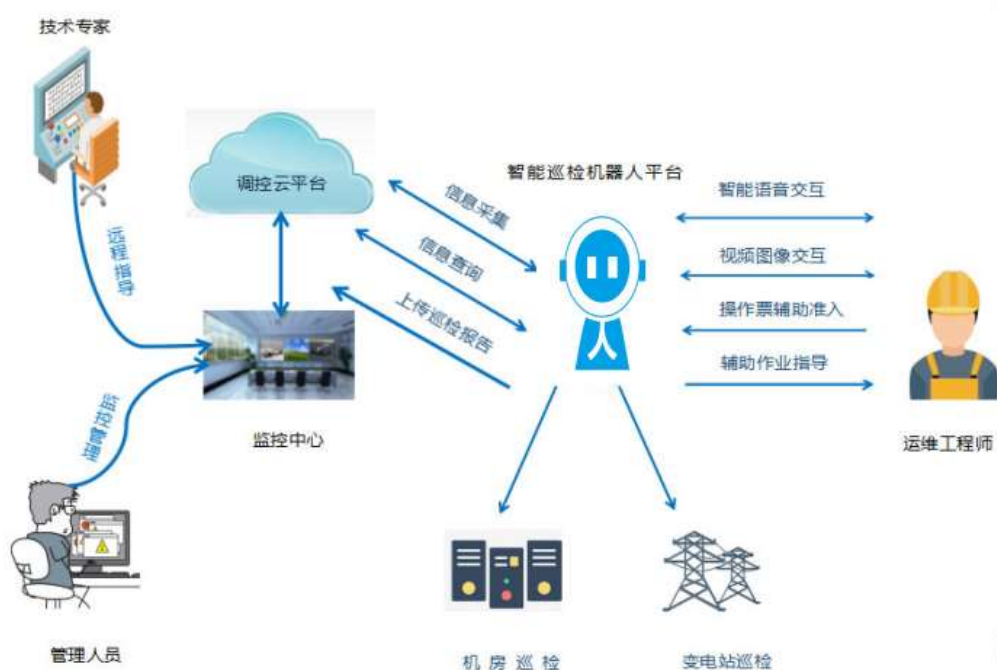 技术专家
调控云平台
智能巡检机器人平台
信息采集
信息查询
上传巡检报告
智能语音交互
视频图像交互
操作票辅助准入
辅助作业指导
远程指导
监控中心
运维工程师
管理人员
机房巡检
变电站巡检